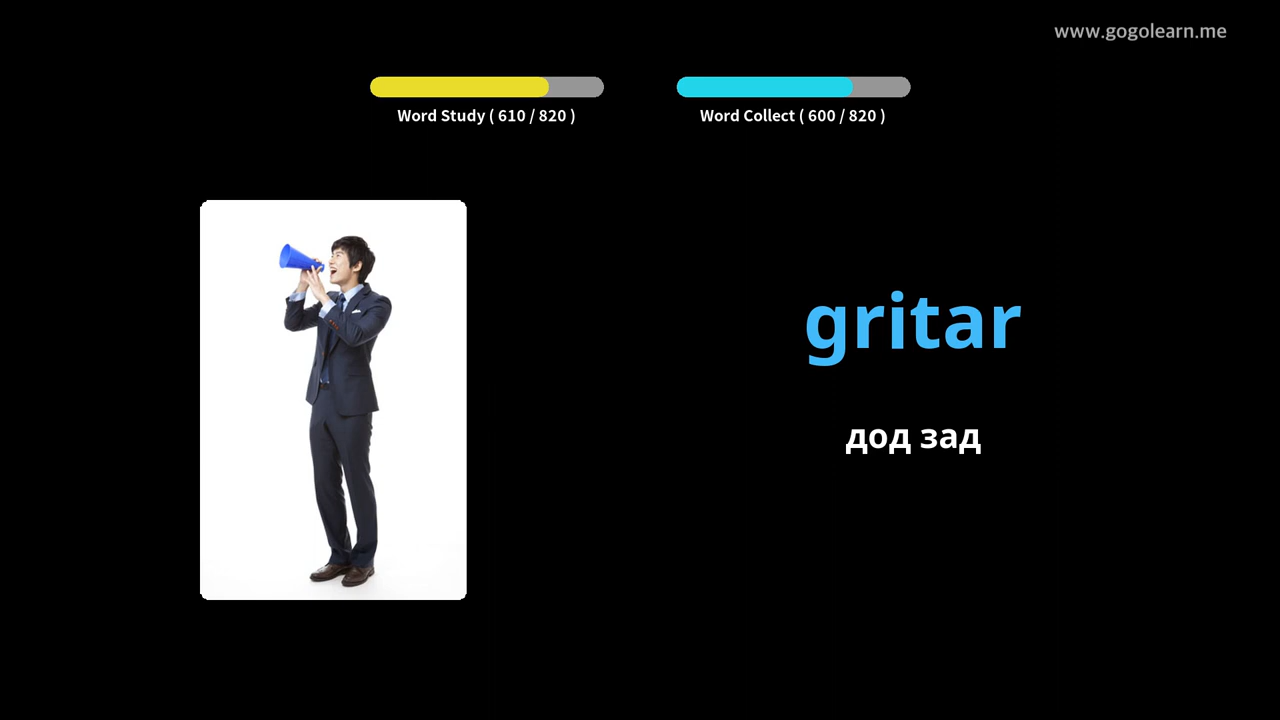 www.gogolearn.me
Word Study ( 610 / 820 )
Word Collect ( 600 / 820 )
gritar
дод зад